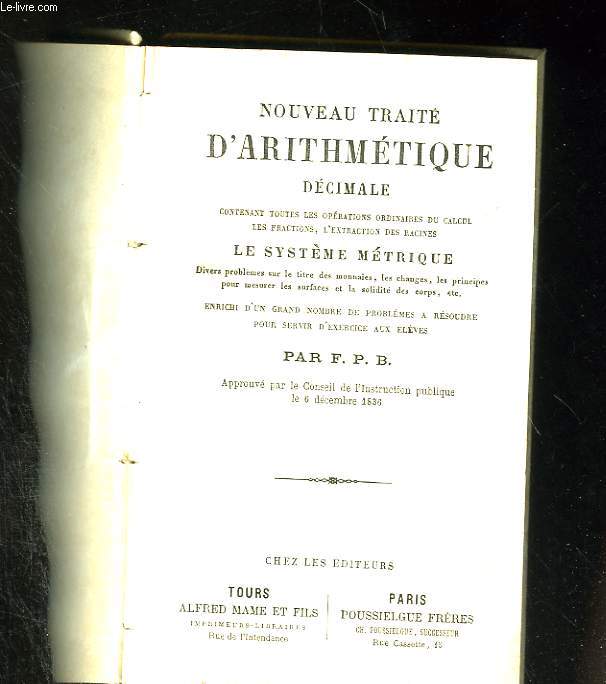 Le-livre.com
NOUVEAU TRAITÉ
D'ARITHMÉTIQUE
DÉCIMALE
CONTENANT TOUTES LES OPÉRATIONS ORDINAIRES DU CALCUL
LES FRACTIONS, L'EXTRACTION DES RACINES
LE SYSTÈME MÉTRIQUE
Divers problèmes sur le titre des monnaies, les changes, les principes
pour mesurer les surfaces et la solidité des corps, etc.
ENRICHI D'UN GRAND NOMBRE DE PROBLÈMES A RÉSOUDRE
POUR SERVIR D'EXERCICE AUX ÉLÈVES
PAR F. P. B.
Approuvé par le Conseil de l'Instruction publique
le 6 décembre 1836
CHEZ LES EDITEURS
TOURS
ALFRED MAME ET FILS
IMPRIMEURS-LIBRAIRES
Rue de l'Intendance
PARIS
POUSSIELGUE FRÈRES
CH. POUSSIELGUE, SUCCESSEUR
Rue Cassette, 15